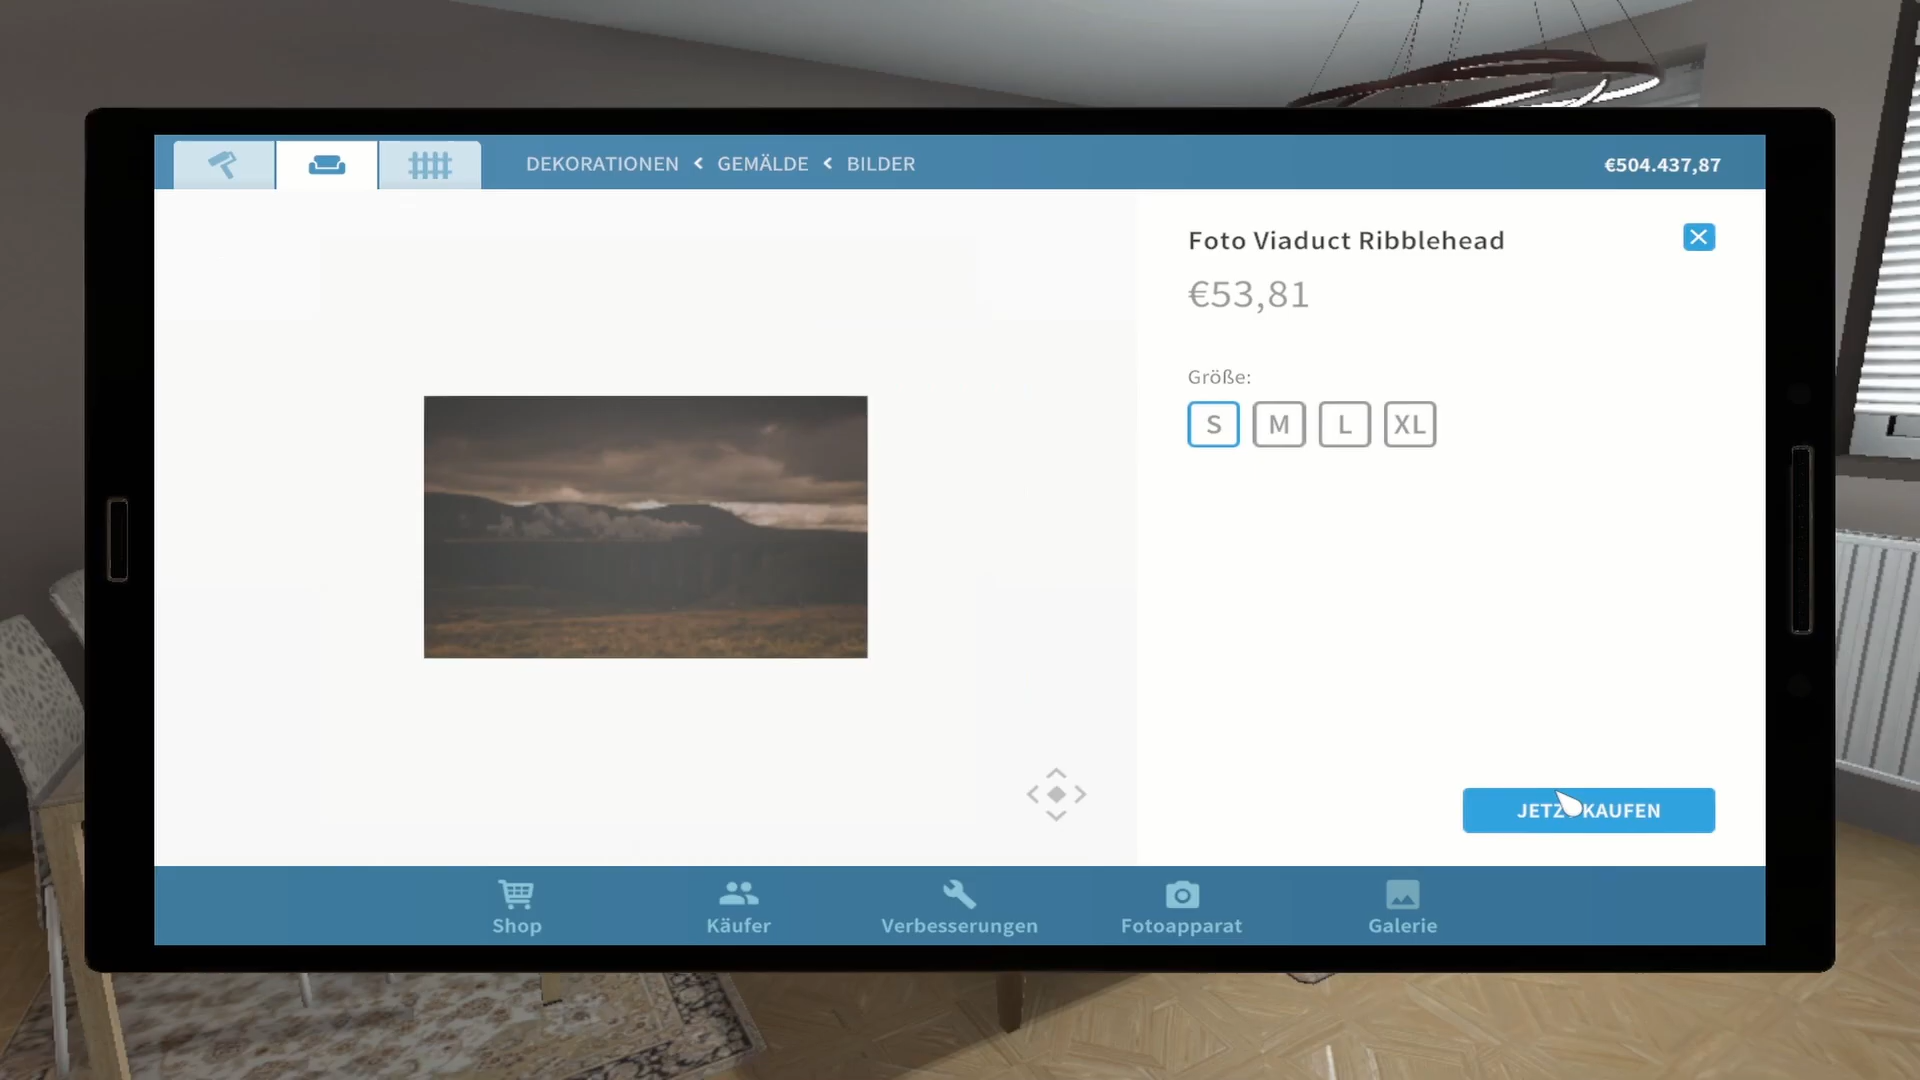 DEKORATIONEN < GEMÄLDE < BILDER
€504.437,87
Foto Viaduct Ribblehead
€53,81
Größe:
S M L XL
JETZT KAUFEN
Shop Käufer Verbesserungen Fotoapparat Galerie